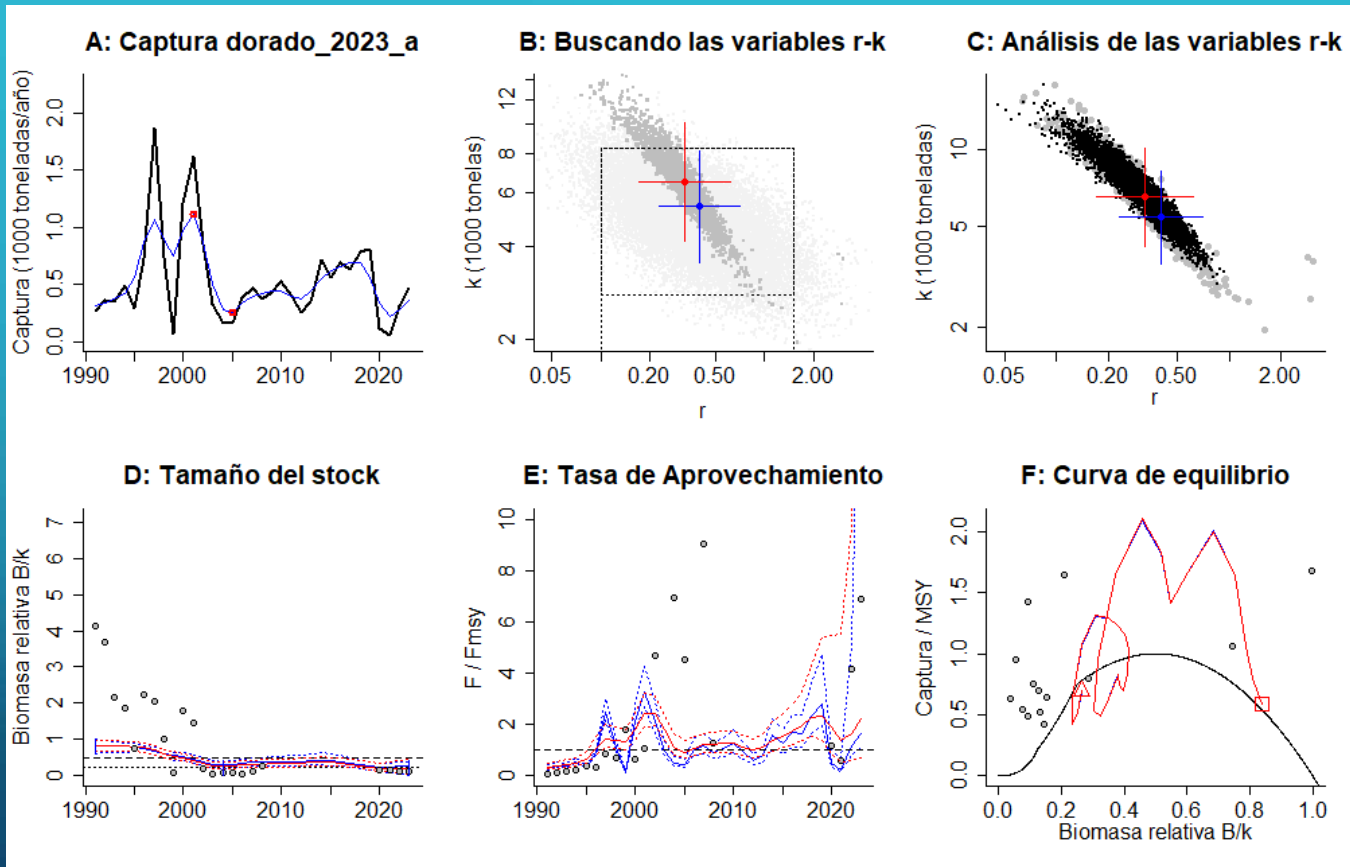 A: Captura dorado_2023_a
Captura (1000 toneladas/año)
0.0 0.5 1.0 1.5 2.0
1990 2000 2010 2020
B: Buscando las variables r-k
k (1000 tonelas)
2 4 6 8 12
0.05 0.20 0.50 2.00
r
C: Análisis de las variables r-k
k (1000 toneladas)
2 5 10
0.05 0.20 0.50 2.00
r
D: Tamaño del stock
Biomasa relativa B/k
0 1 2 3 4 5 6 7
1990 2000 2010 2020
E: Tasa de Aprovechamiento
F / Fmsy
0 2 4 6 8 10
1990 2000 2010 2020
F: Curva de equilibrio
Captura / MSY
0.0 0.5 1.0 1.5 2.0
0.0 0.2 0.4 0.6 0.8 1.0
Biomasa relativa B/k